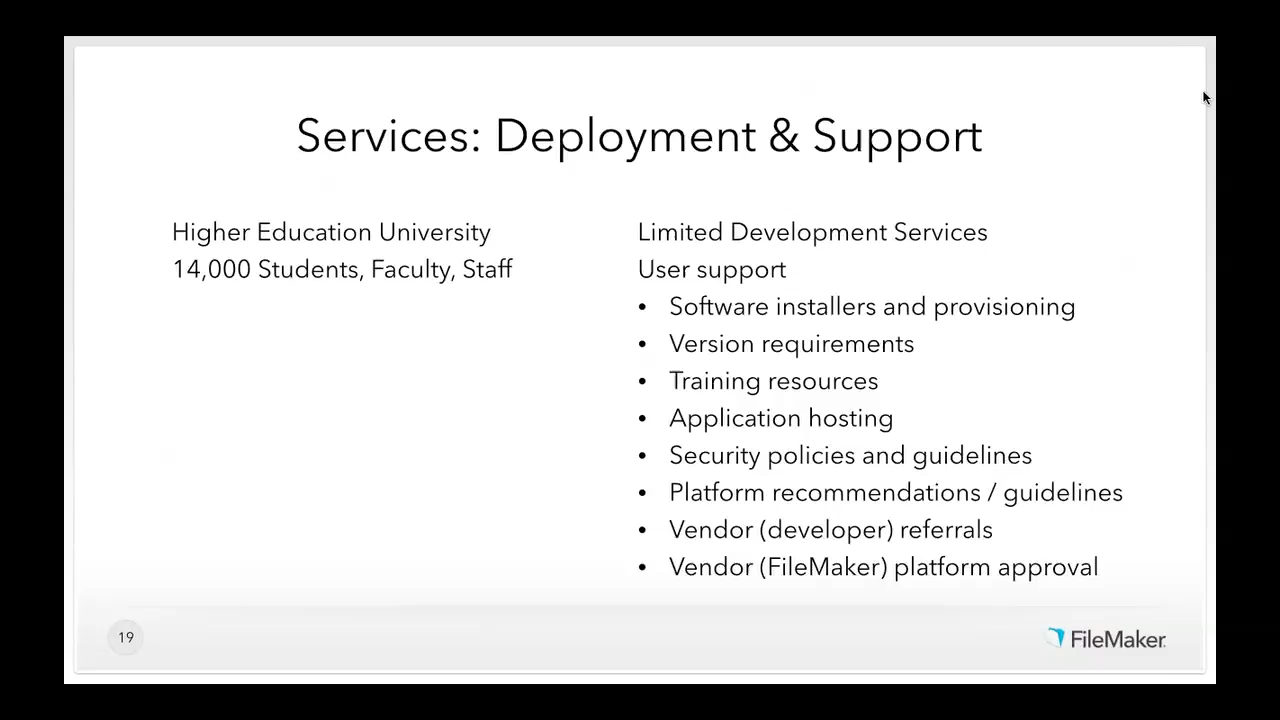 Services: Deployment & Support
Higher Education University
14,000 Students, Faculty, Staff
Limited Development Services
User support
• Software installers and provisioning
• Version requirements
• Training resources
• Application hosting
• Security policies and guidelines
• Platform recommendations / guidelines
• Vendor (developer) referrals
• Vendor (FileMaker) platform approval
19
FileMaker